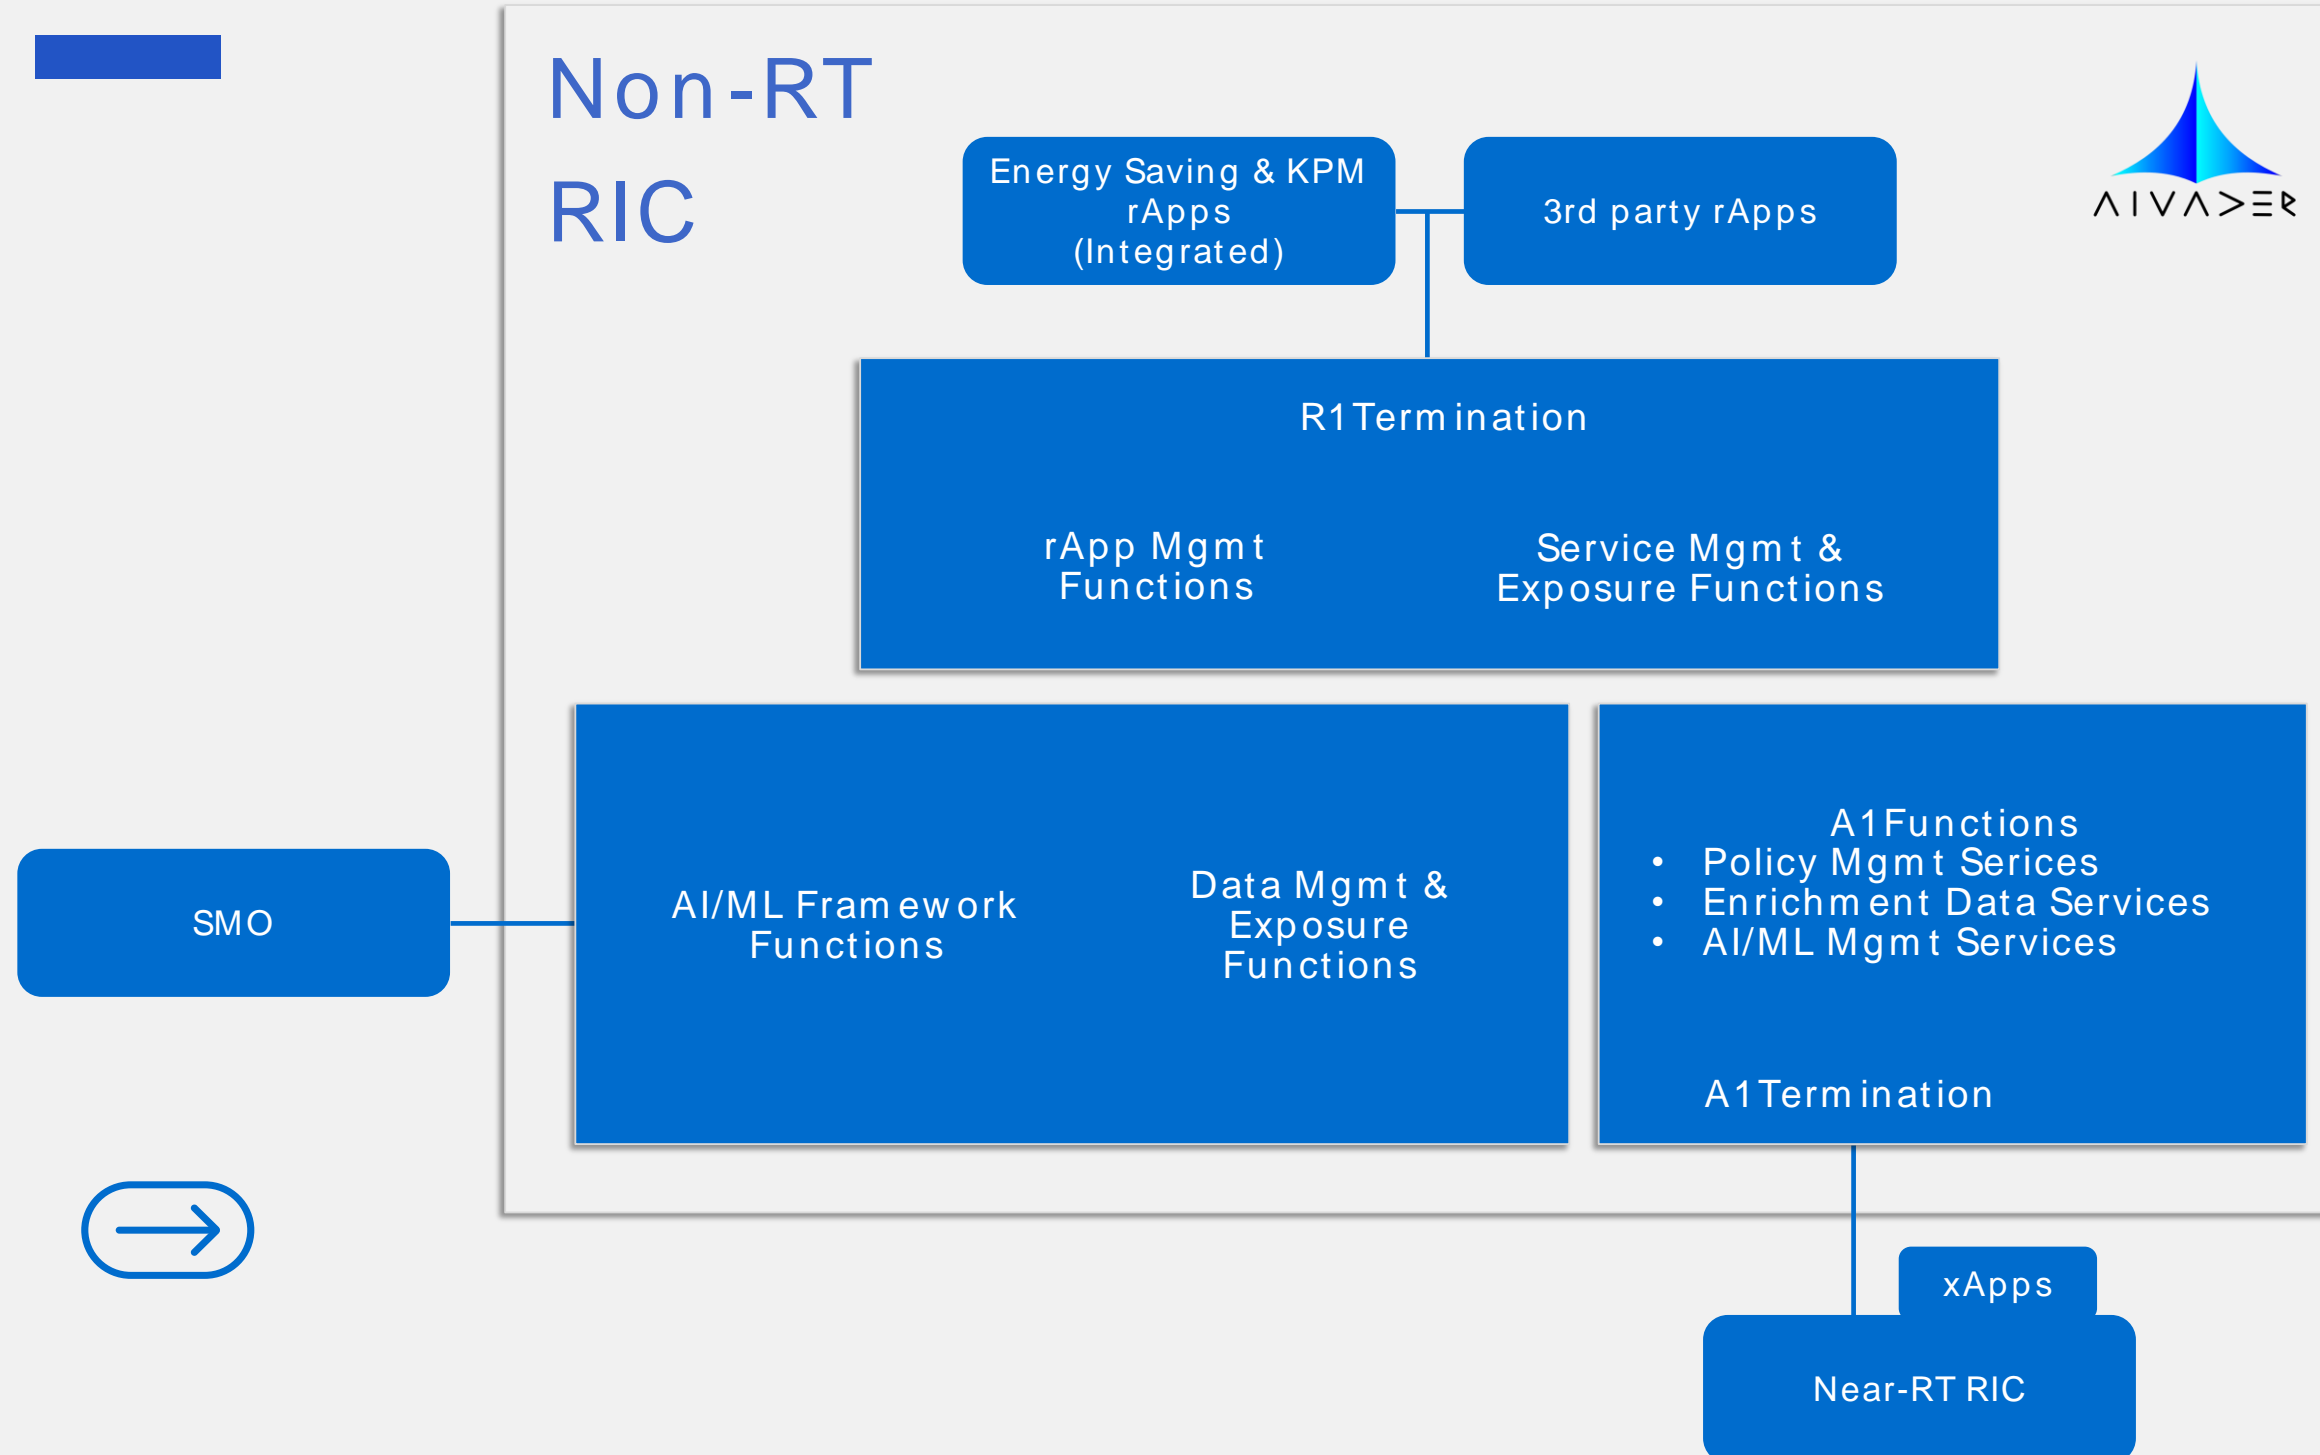 Non-RT
RIC
Energy Saving & KPM
rApps
(Integrated)
3rd party rApps
AIVADER
R1 Termination
rApp Mgmt
Functions
Service Mgmt &
Exposure Functions
SMO
AI/ML Framework
Functions
Data Mgmt &
Exposure
Functions
A1 Functions
• Policy Mgmt Serices
• Enrichment Data Services
• AI/ML Mgmt Services
A1 Termination
xApps
Near-RT RIC